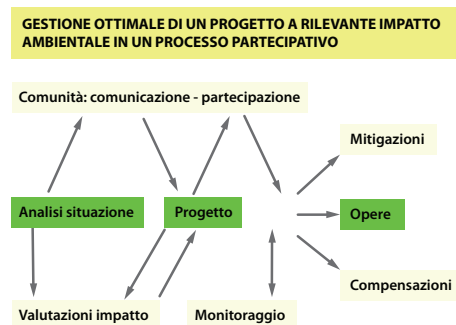 GESTIONE OTTIMALE DI UN PROGETTO A RILEVANTE IMPATTO
AMBIENTALE IN UN PROCESSO PARTECIPATIVO
Comunità: comunicazione - partecipazione
Mitigazioni
Analisi situazione
Progetto
Opere
Compensazioni
Valutazioni impatto
Monitoraggio